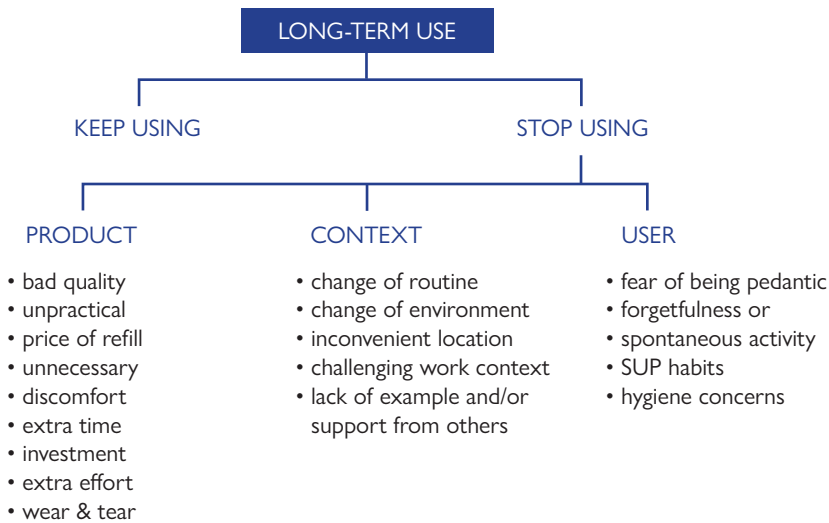 LONG-TERM USE
KEEP USING
STOP USING
PRODUCT
• bad quality
• unpractical
• price of refill
• unnecessary
• discomfort
• extra time
• investment
• extra effort
• wear & tear
CONTEXT
• change of routine
• change of environment
• inconvenient location
• challenging work context
• lack of example and/or
support from others
USER
• fear of being pedantic
• forgetfulness or
• spontaneous activity
• SUP habits
• hygiene concerns